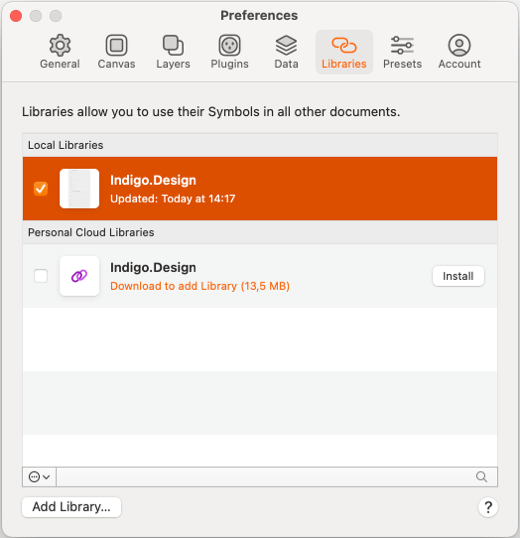 Preferences
General Canvas Layers Plugins Data Libraries Presets Account
Libraries allow you to use their Symbols in all other documents.
Local Libraries
Indigo.Design
Updated: Today at 14:17
Personal Cloud Libraries
Indigo.Design
Download to add Library (13,5 MB)
Install
Add Library...
?